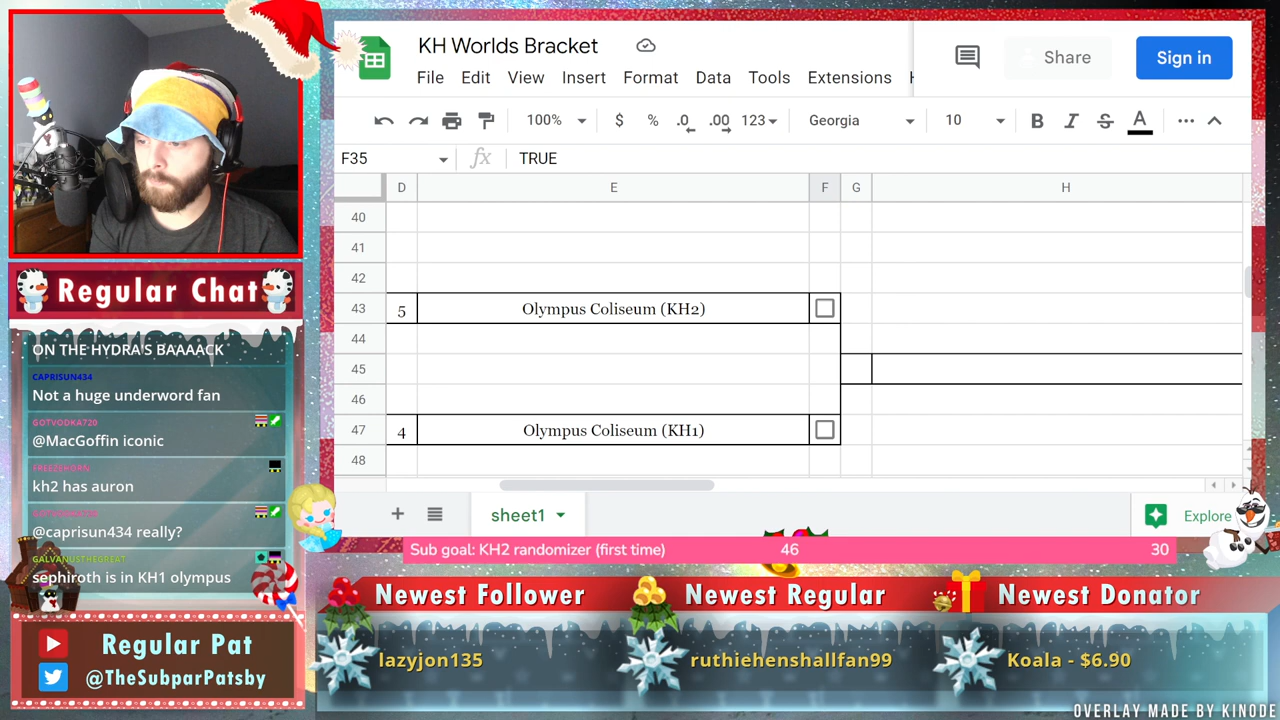 KH Worlds Bracket
Share
Sign in
File Edit View Insert Format Data Tools Extensions
100% $ % .0 .00 123 Georgia 10 B I S A
F35 fx TRUE
D E F G H
40
41
42
43 5 Olympus Coliseum (KH2)
44
45
46
47 4 Olympus Coliseum (KH1)
48
sheet1
Explore
Regular Chat
ON THE HYDRA'S BAAAACK
CAPRISUN434
Not a huge underword fan
GOTVODKA720
@MacGoffin iconic
FREEZEHORN
kh2 has auron
@caprisun434 really?
GALVANUSTHEGREAT
sephiroth is in KH1 olympus
Regular Pat
@TheSubparPatsby
Sub goal: KH2 randomizer (first time) 46 30
Newest Follower
lazyjon135
Newest Regular
ruthiehenshallfan99
Newest Donator
Koala - $6.90
OVERLAY MADE BY KINODE